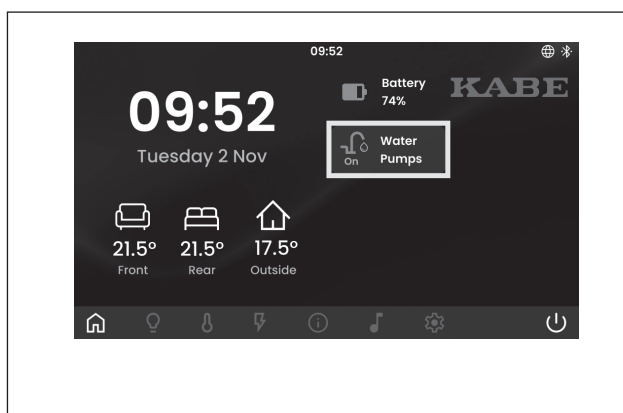 09:52
Battery
74%
KABE
09:52
Tuesday 2 Nov
On
Water
Pumps
21.5° 21.5° 17.5°
Front Rear Outside